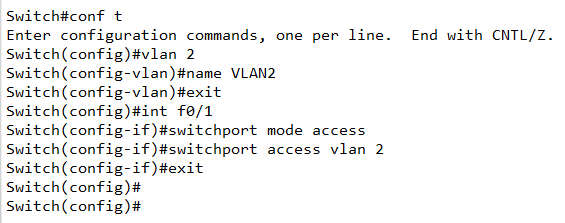 Switch#conf t
Enter configuration commands, one per line.  End with CNTL/Z.
Switch(config)#vlan 2
Switch(config-vlan)#name VLAN2
Switch(config-vlan)#exit
Switch(config)#int f0/1
Switch(config-if)#switchport mode access
Switch(config-if)#switchport access vlan 2
Switch(config-if)#exit
Switch(config)#
Switch(config)#